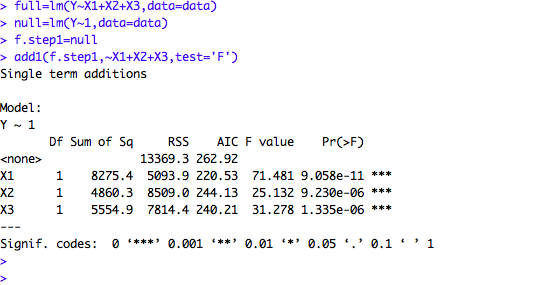 > full=lm(Y~X1+X2+X3,data=data)
> null=lm(Y~1,data=data)
> f.step1=null
> add1(f.step1,~X1+X2+X3,test='F')
Single term additions

Model:
Y ~ 1
       Df Sum of Sq     RSS    AIC F value    Pr(>F)
<none>              13369.3 262.92
X1      1    8275.4  5093.9 220.53  71.481 9.058e-11 ***
X2      1    4860.3  8509.0 244.13  25.132 9.230e-06 ***
X3      1    5554.9  7814.4 240.21  31.278 1.335e-06 ***
---
Signif. codes:  0 ‘***’ 0.001 ‘**’ 0.01 ‘*’ 0.05 ‘.’ 0.1 ‘ ’ 1
>
>